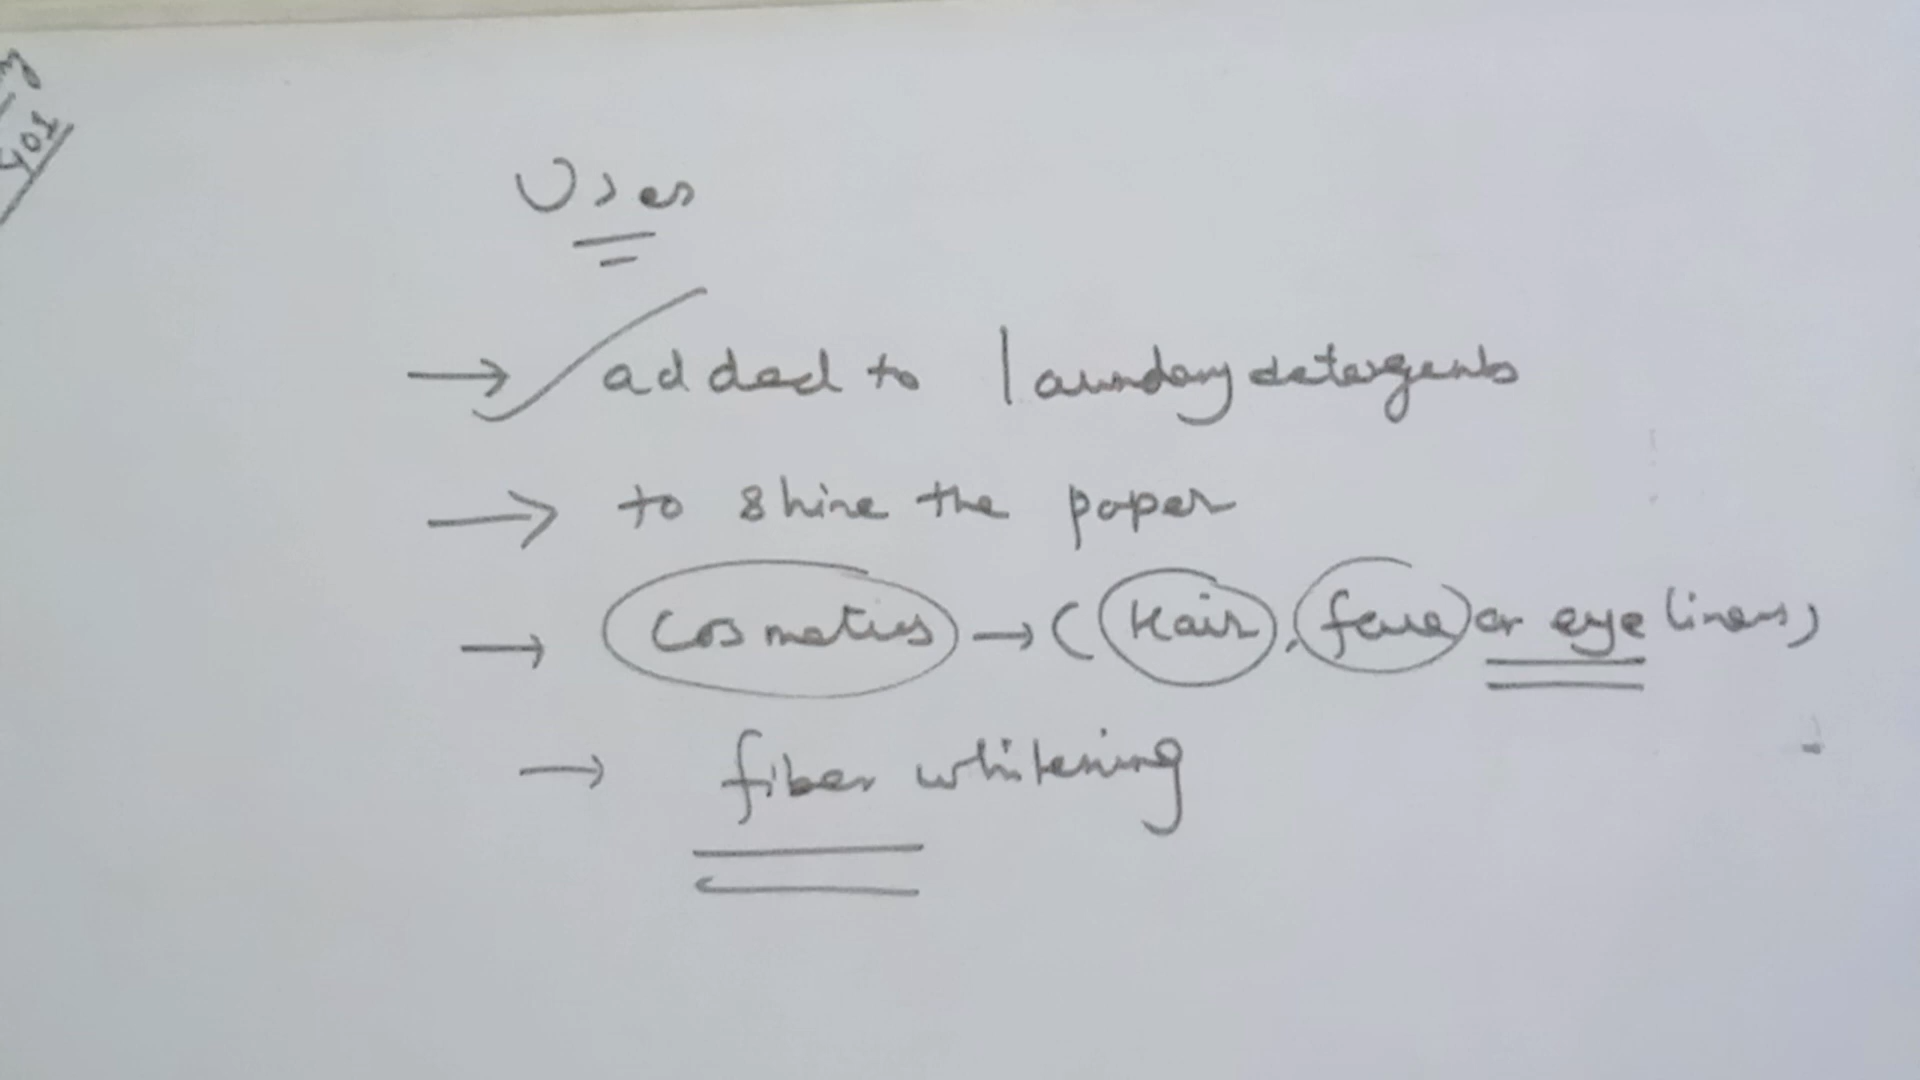 Uses
→ added to laundry detergents
→ to shine the paper
→ Cosmetics → (Hair, face or eye liners)
→ fiber whitening